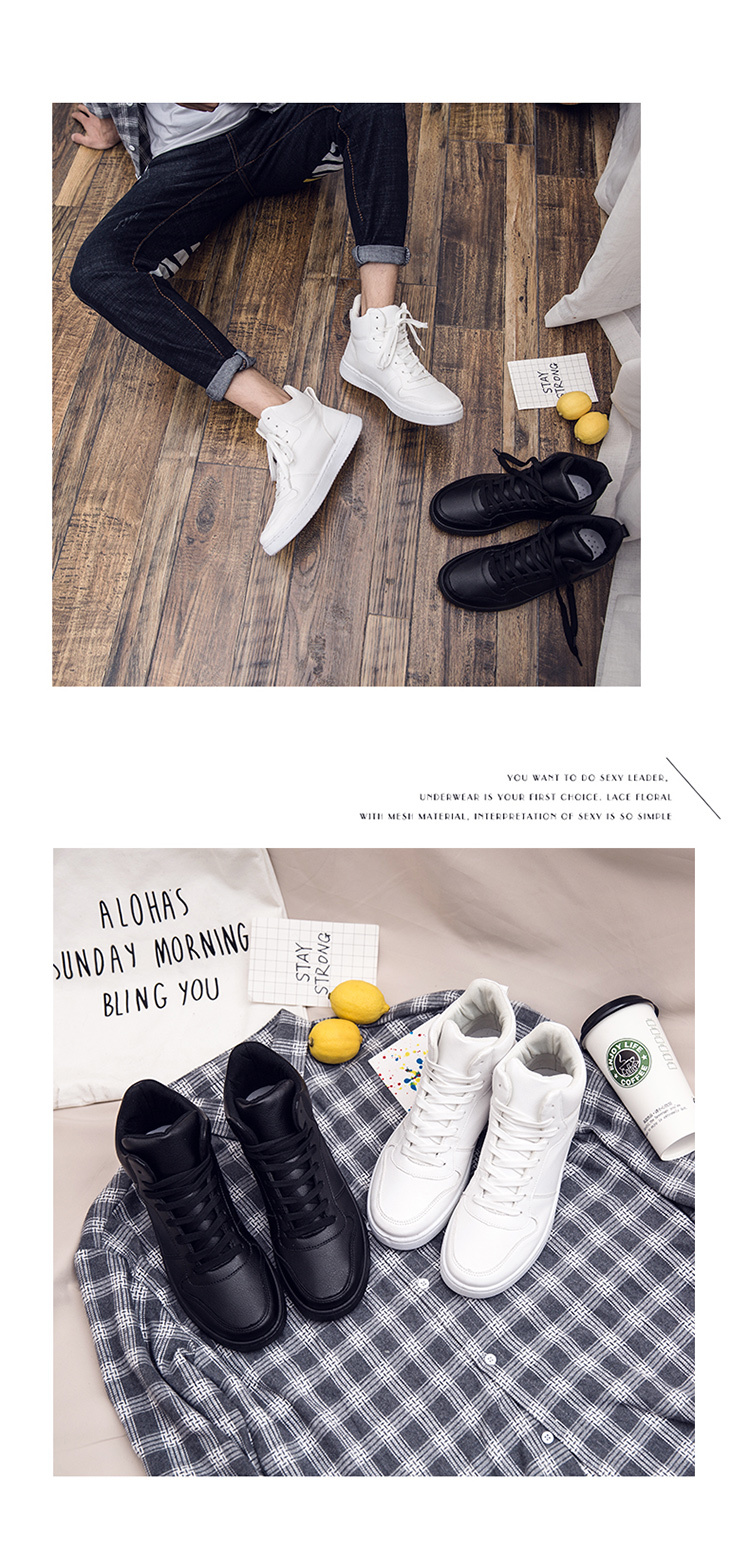 STAY
STRONG
YOU WANT TO DO SEXY LEADER,
UNDERWEAR IS YOUR FIRST CHOICE. LACE FLORAL
WITH MESH MATERIAL, INTERPRETATION OF SEXY IS SO SIMPLE
ALOHA'S
SUNDAY MORNING
BLING YOU
STAY
STRONG
ENJOY LIFE
COFFEE